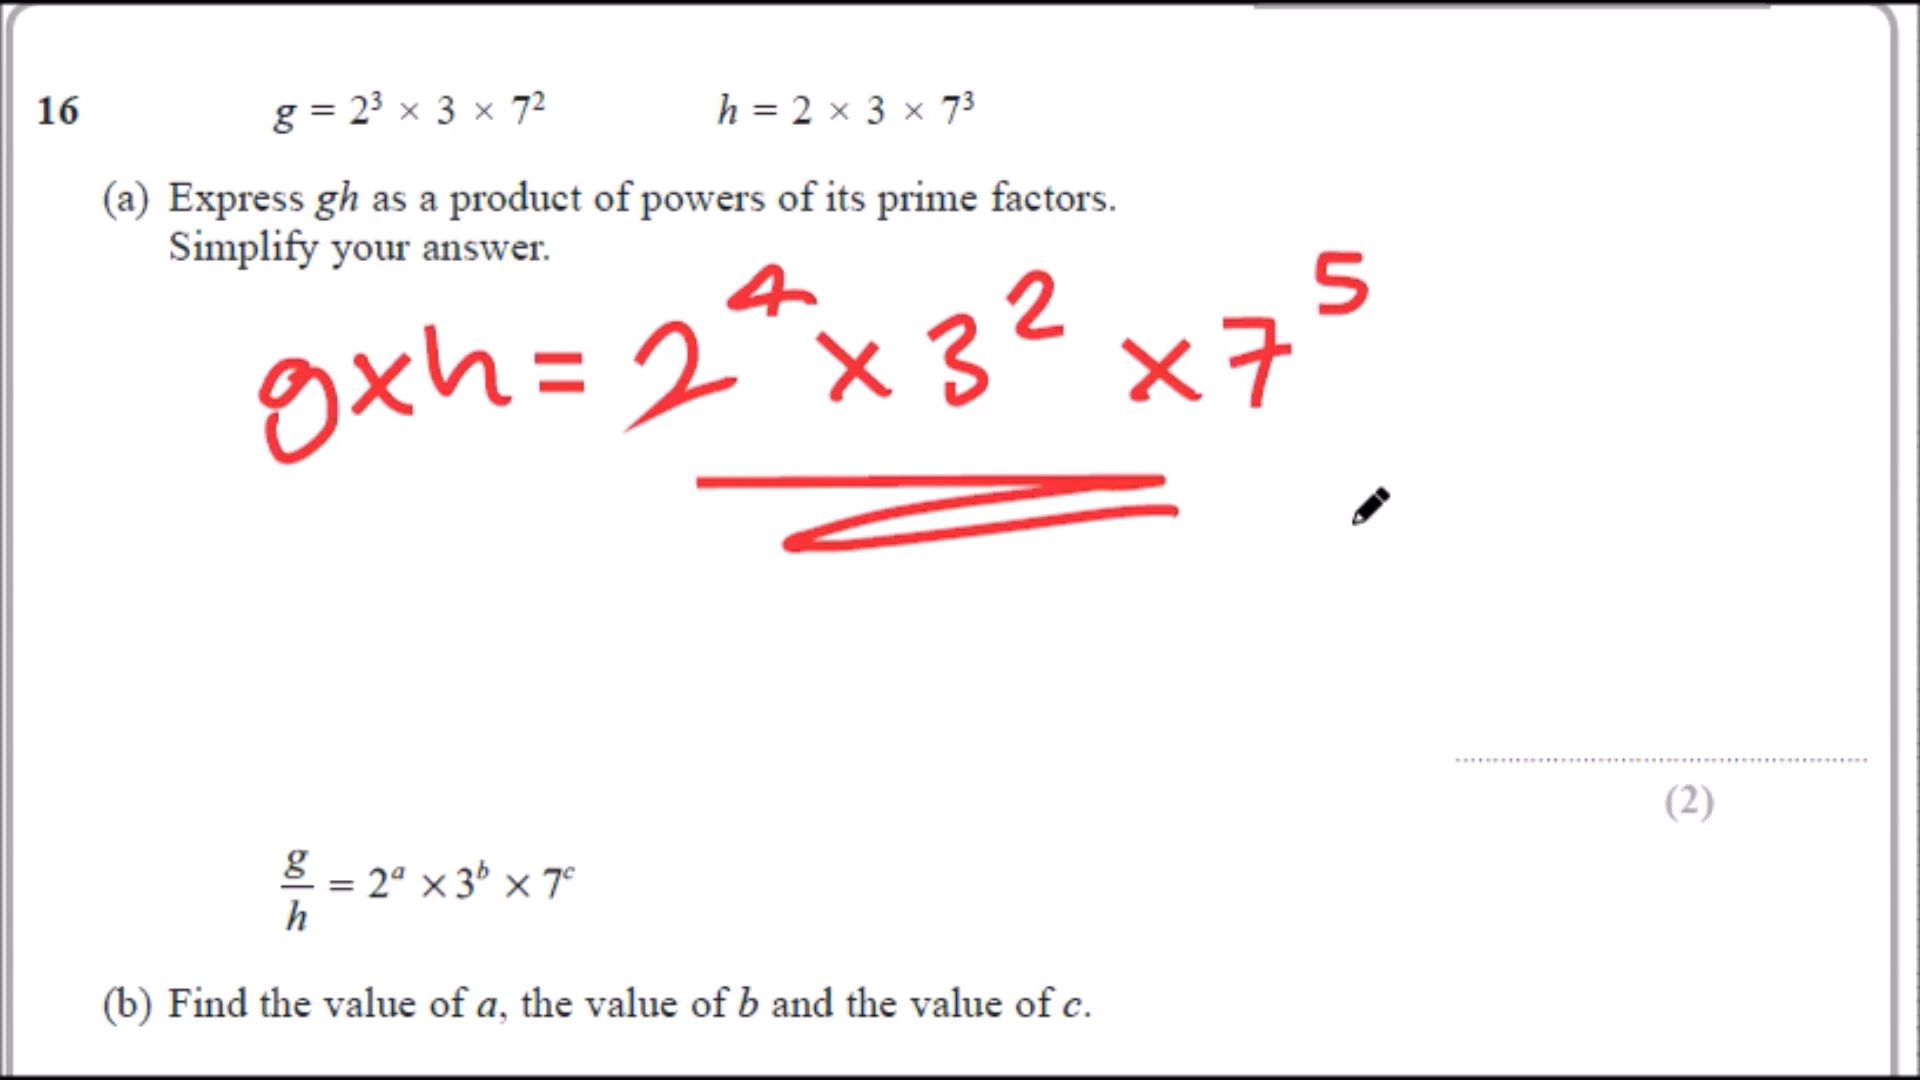 16 g = 2³ × 3 × 7² h = 2 × 3 × 7³
(a) Express gh as a product of powers of its prime factors.
Simplify your answer.
g×h = 2⁴ × 3² × 7⁵
(2)
g/h = 2ᵃ × 3ᵇ × 7ᶜ
(b) Find the value of a, the value of b and the value of c.